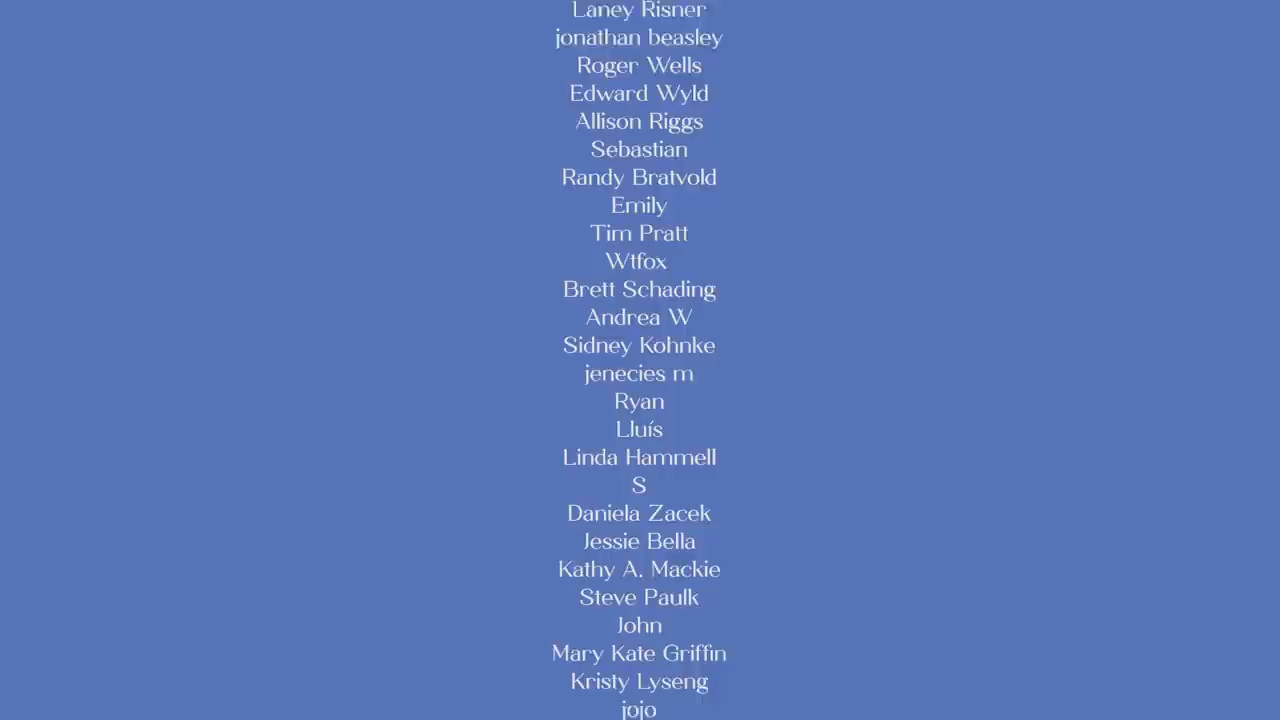 Laney Risner
jonathan beasley
Roger Wells
Edward Wyld
Allison Riggs
Sebastian
Randy Bratvold
Emily
Tim Pratt
Wtfox
Brett Schading
Andrea W
Sidney Kohnke
jenecies m
Ryan
Lluís
Linda Hammell
S
Daniela Zacek
Jessie Bella
Kathy A. Mackie
Steve Paulk
John
Mary Kate Griffin
Kristy Lyseng
jojo